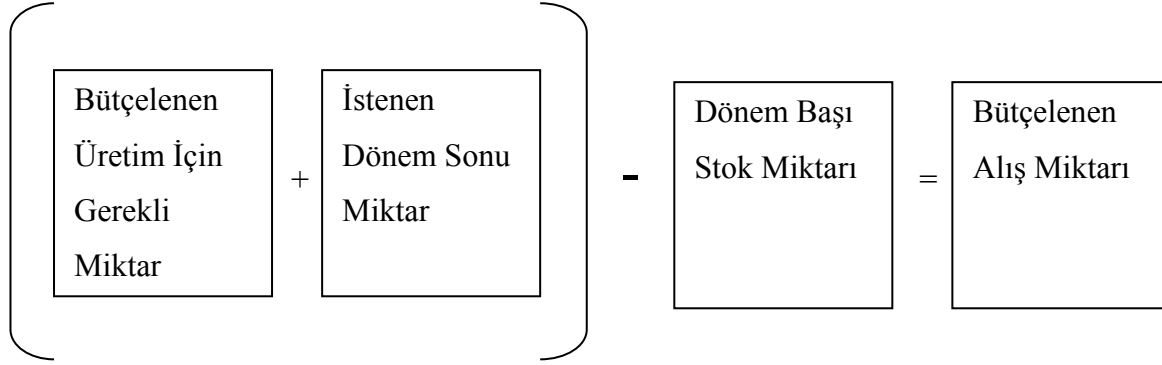 Bütçelenen
Üretim İçin
Gerekli
Miktar
+
İstenen
Dönem Sonu
Miktar
-
Dönem Başı
Stok Miktarı
=
Bütçelenen
Alış Miktarı